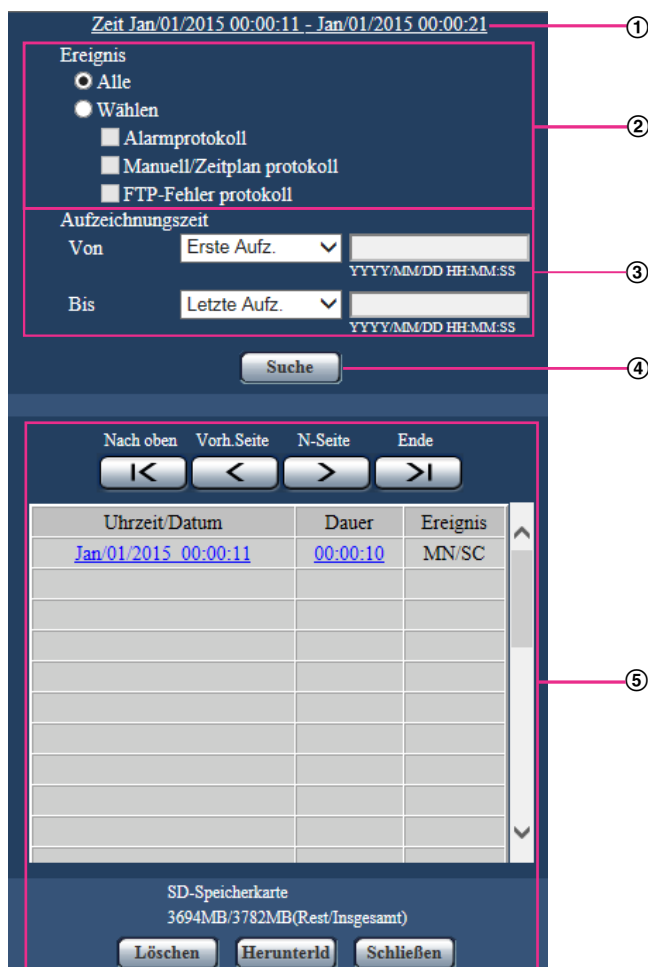 Zeit Jan/01/2015 00:00:11 - Jan/01/2015 00:00:21 ①
Ereignis
Alle
Wählen ②
Alarmprotokoll
Manuell/Zeitplan protokoll
FTP-Fehler protokoll
Aufzeichnungszeit
Von Erste Aufz.
YYYY/MM/DD HH:MM:SS ③
Bis Letzte Aufz.
YYYY/MM/DD HH:MM:SS
Suche ④
Nach oben Vorh.Seite N-Seite Ende
Uhrzeit/Datum Dauer Ereignis
Jan/01/2015 00:00:11 00:00:10 MN/SC
⑤
SD-Speicherkarte
3694MB/3782MB(Rest/Insgesamt)
Löschen Herunterld Schließen